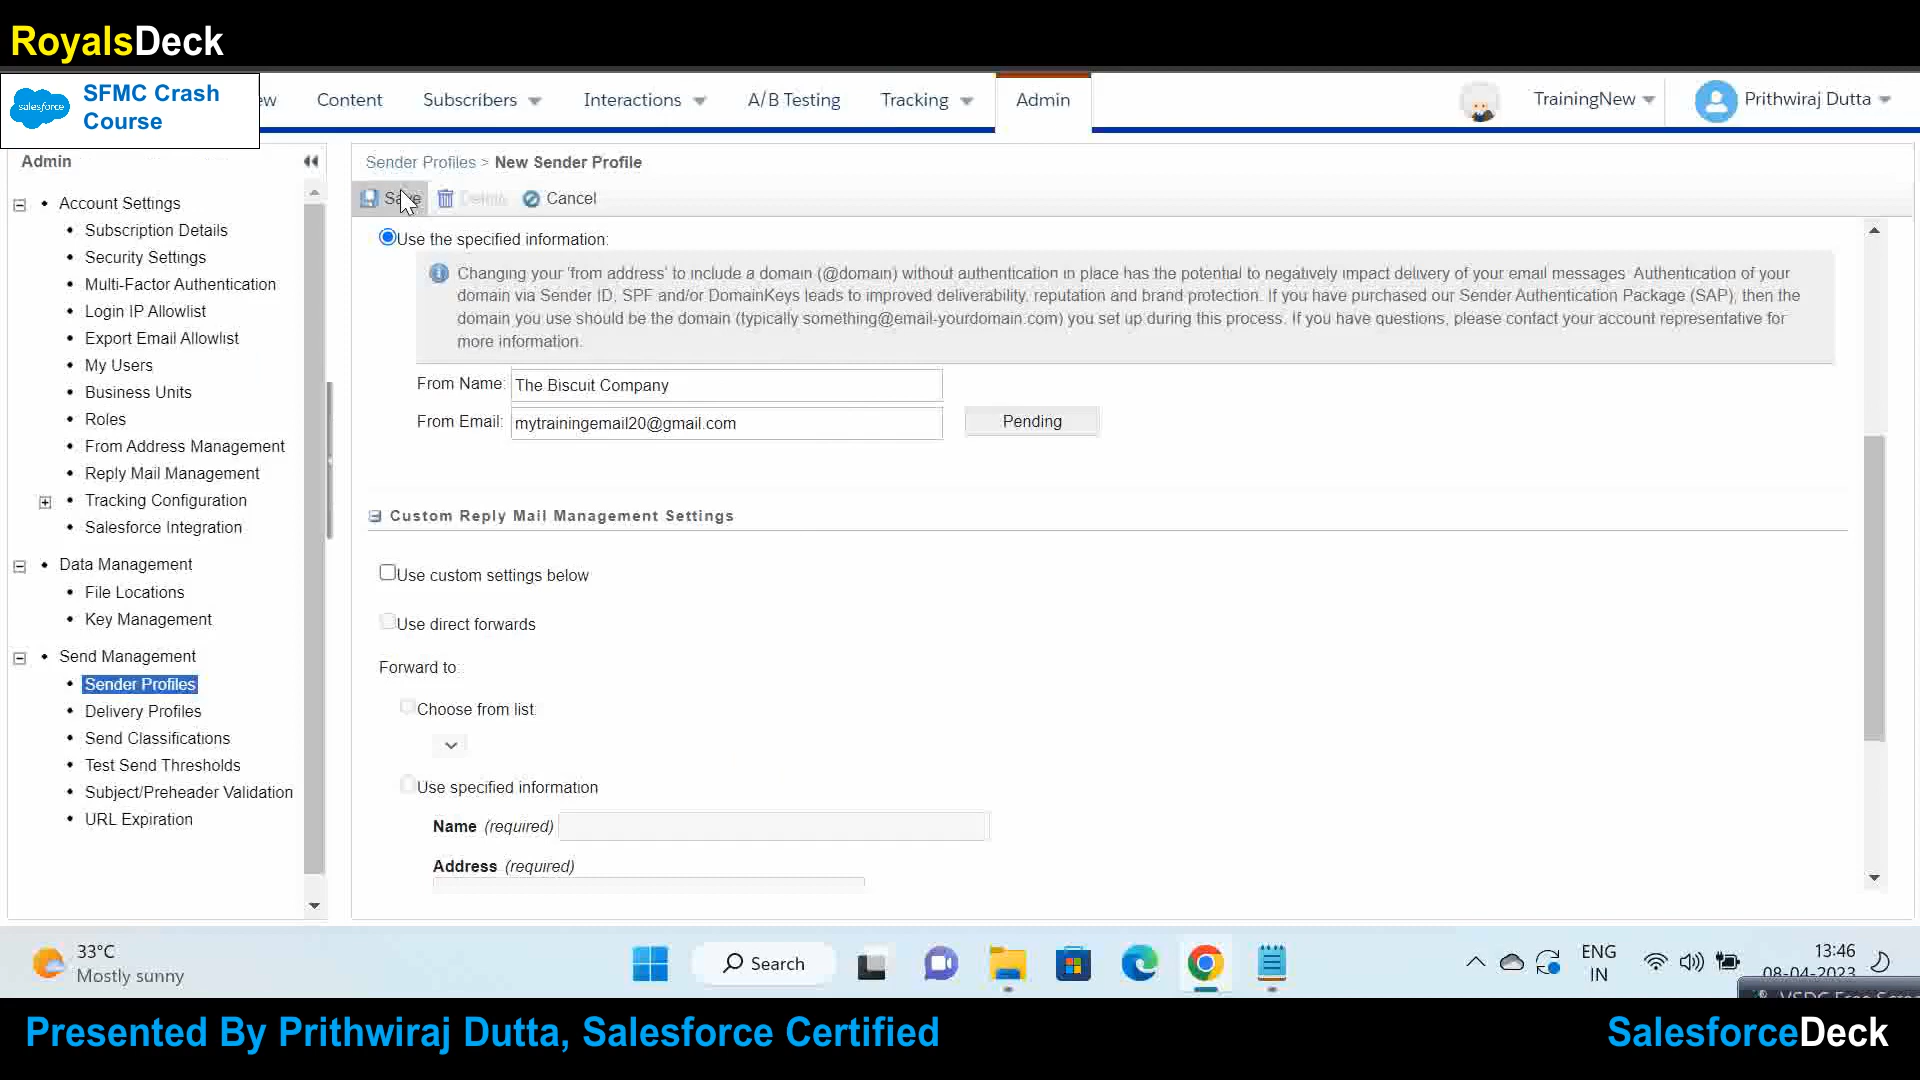 RoyalsDeck
salesforce
SFMC Crash
Course
ew
Content
Subscribers
Interactions
A/B Testing
Tracking
Admin
TrainingNew
Prithwiraj Dutta
Admin
Account Settings
Subscription Details
Security Settings
Multi-Factor Authentication
Login IP Allowlist
Export Email Allowlist
My Users
Business Units
Roles
From Address Management
Reply Mail Management
Tracking Configuration
Salesforce Integration
Data Management
File Locations
Key Management
Send Management
Sender Profiles
Delivery Profiles
Send Classifications
Test Send Thresholds
Subject/Preheader Validation
URL Expiration
Sender Profiles > New Sender Profile
Save
Delete
Cancel
Use the specified information:
Changing your 'from address' to include a domain (@domain) without authentication in place has the potential to negatively impact delivery of your email messages. Authentication of your
domain via Sender ID, SPF and/or DomainKeys leads to improved deliverability, reputation and brand protection. If you have purchased our Sender Authentication Package (SAP), then the
domain you use should be the domain (typically something@email-yourdomain.com) you set up during this process. If you have questions, please contact your account representative for
more information.
From Name: The Biscuit Company
From Email: mytrainingemail20@gmail.com
Pending
Custom Reply Mail Management Settings
Use custom settings below
Use direct forwards
Forward to:
Choose from list:
Use specified information
Name (required)
Address (required)
33°C
Mostly sunny
Search
ENG
IN
13:46
08-04-2023
Presented By Prithwiraj Dutta, Salesforce Certified
SalesforceDeck